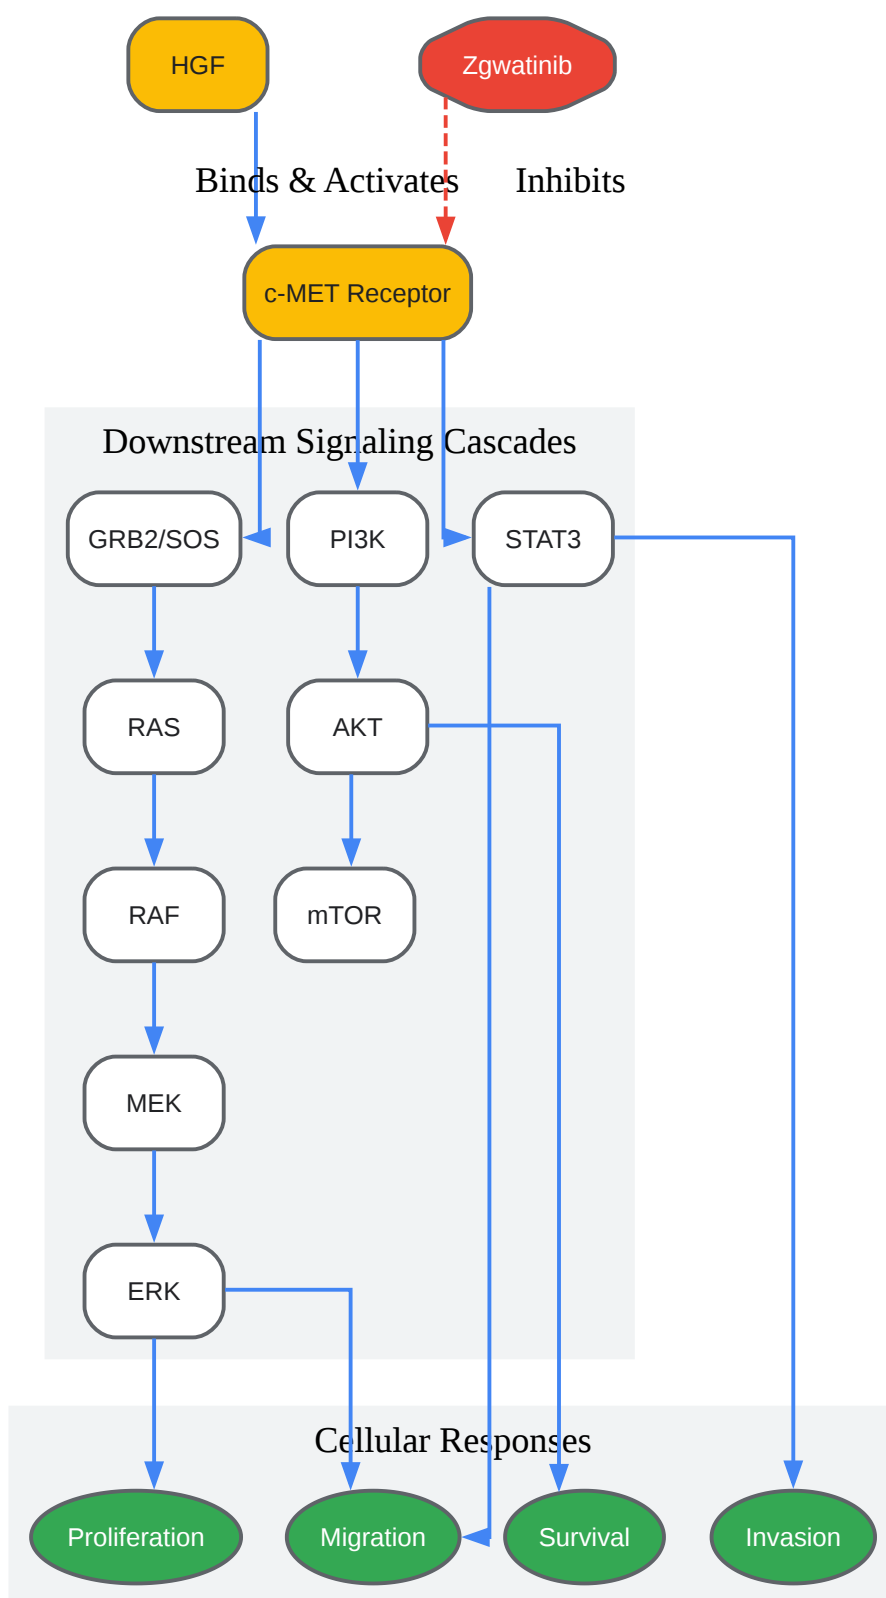 HGF
Zgwatinib
Binds & Activates
Inhibits
c-MET Receptor
Downstream Signaling Cascades
GRB2/SOS
PI3K
STAT3
RAS
AKT
RAF
mTOR
MEK
ERK
Cellular Responses
Proliferation
Migration
Survival
Invasion